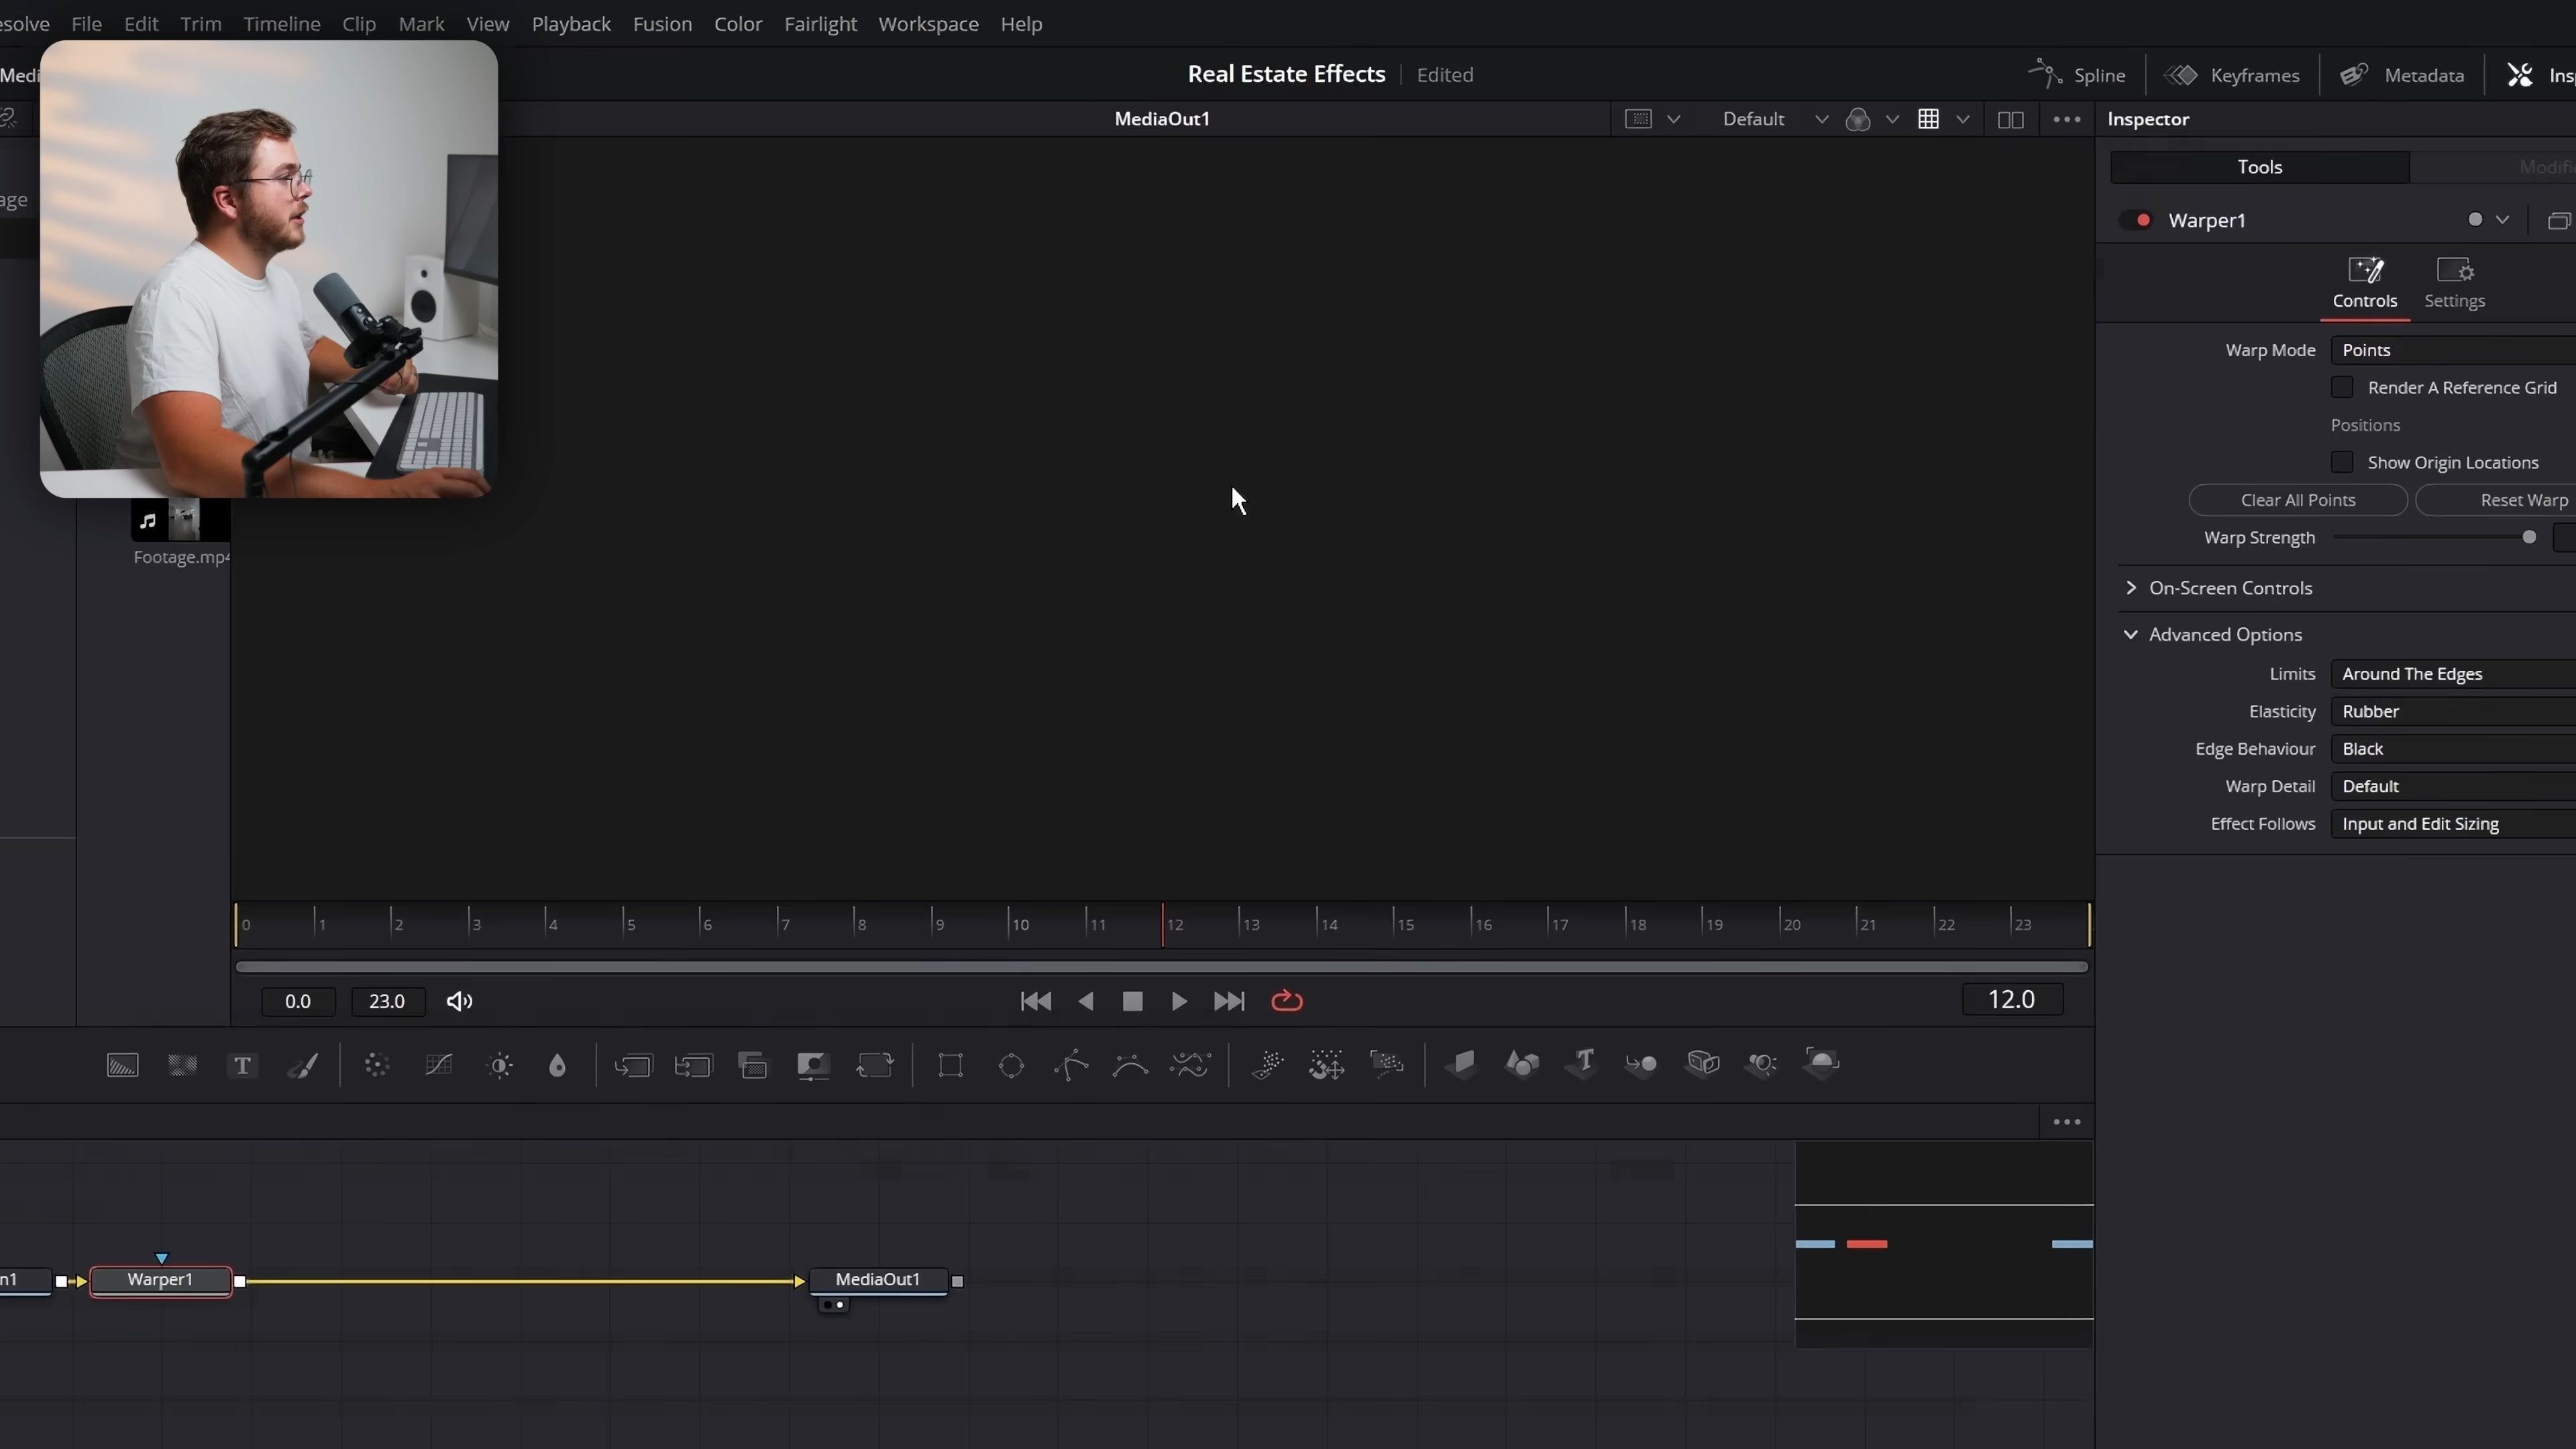 esolve File Edit Trim Timeline Clip Mark View Playback Fusion Color Fairlight Workspace Help
Medi
Real Estate Effects Edited
Spline Keyframes Metadata Ins
MediaOut1
Default
Inspector
Tools Modifi
age
Warper1
Controls Settings
Warp Mode Points
Render A Reference Grid
Positions
Show Origin Locations
Clear All Points Reset Warp
Warp Strength
Footage.mp4
On-Screen Controls
Advanced Options
Limits Around The Edges
Elasticity Rubber
Edge Behaviour Black
Warp Detail Default
Effect Follows Input and Edit Sizing
0 1 2 3 4 5 6 7 8 9 10 11 12 13 14 15 16 17 18 19 20 21 22 23
0.0 23.0 12.0
T
n1 Warper1 MediaOut1